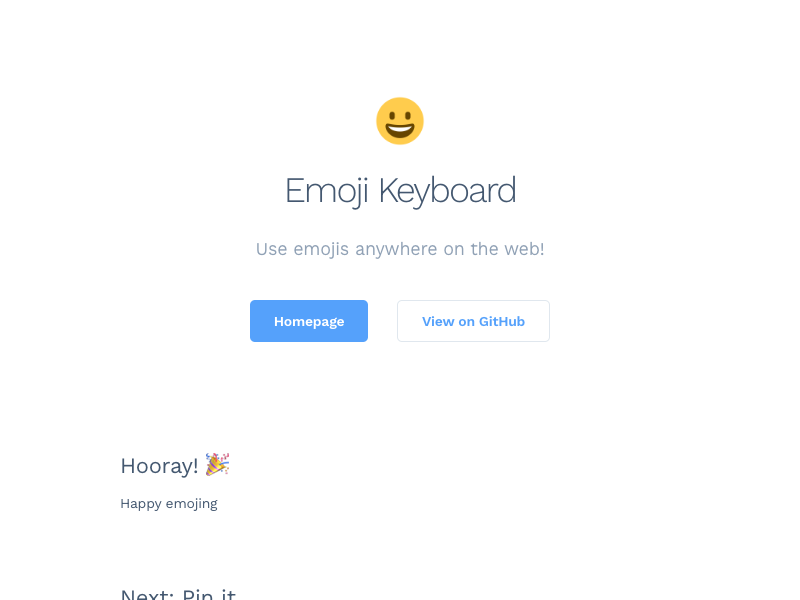 Emoji Keyboard
Use emojis anywhere on the web!
Homepage
View on GitHub
Hooray! 🎉
Happy emojing
Next: Pin it